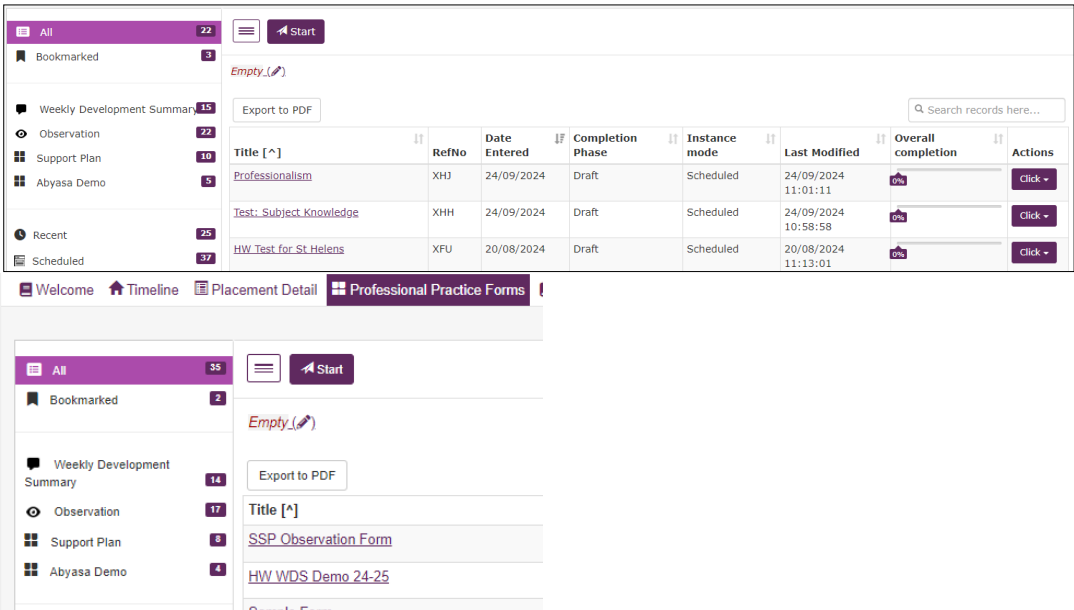 All 22
Start
Bookmarked 3
Empty ( )
Weekly Development Summary 15
Export to PDF
Search records here...
Observation 22
Support Plan 10
Abyasa Demo 5
Recent 25
Scheduled 37
Title [^] RefNo Date Entered Completion Phase Instance mode Last Modified Overall completion Actions
Professionalism XHJ 24/09/2024 Draft Scheduled 24/09/2024 11:01:11 0% Click
Test: Subject Knowledge XHH 24/09/2024 Draft Scheduled 24/09/2024 10:58:58 0% Click
HW Test for St Helens XFU 20/08/2024 Draft Scheduled 20/08/2024 11:13:01 0% Click
Welcome Timeline Placement Detail Professional Practice Forms
All 35
Start
Bookmarked 2
Empty ( )
Weekly Development
Summary 14
Export to PDF
Observation 17
Support Plan 8
Abyasa Demo 4
Title [^]
SSP Observation Form
HW WDS Demo 24-25